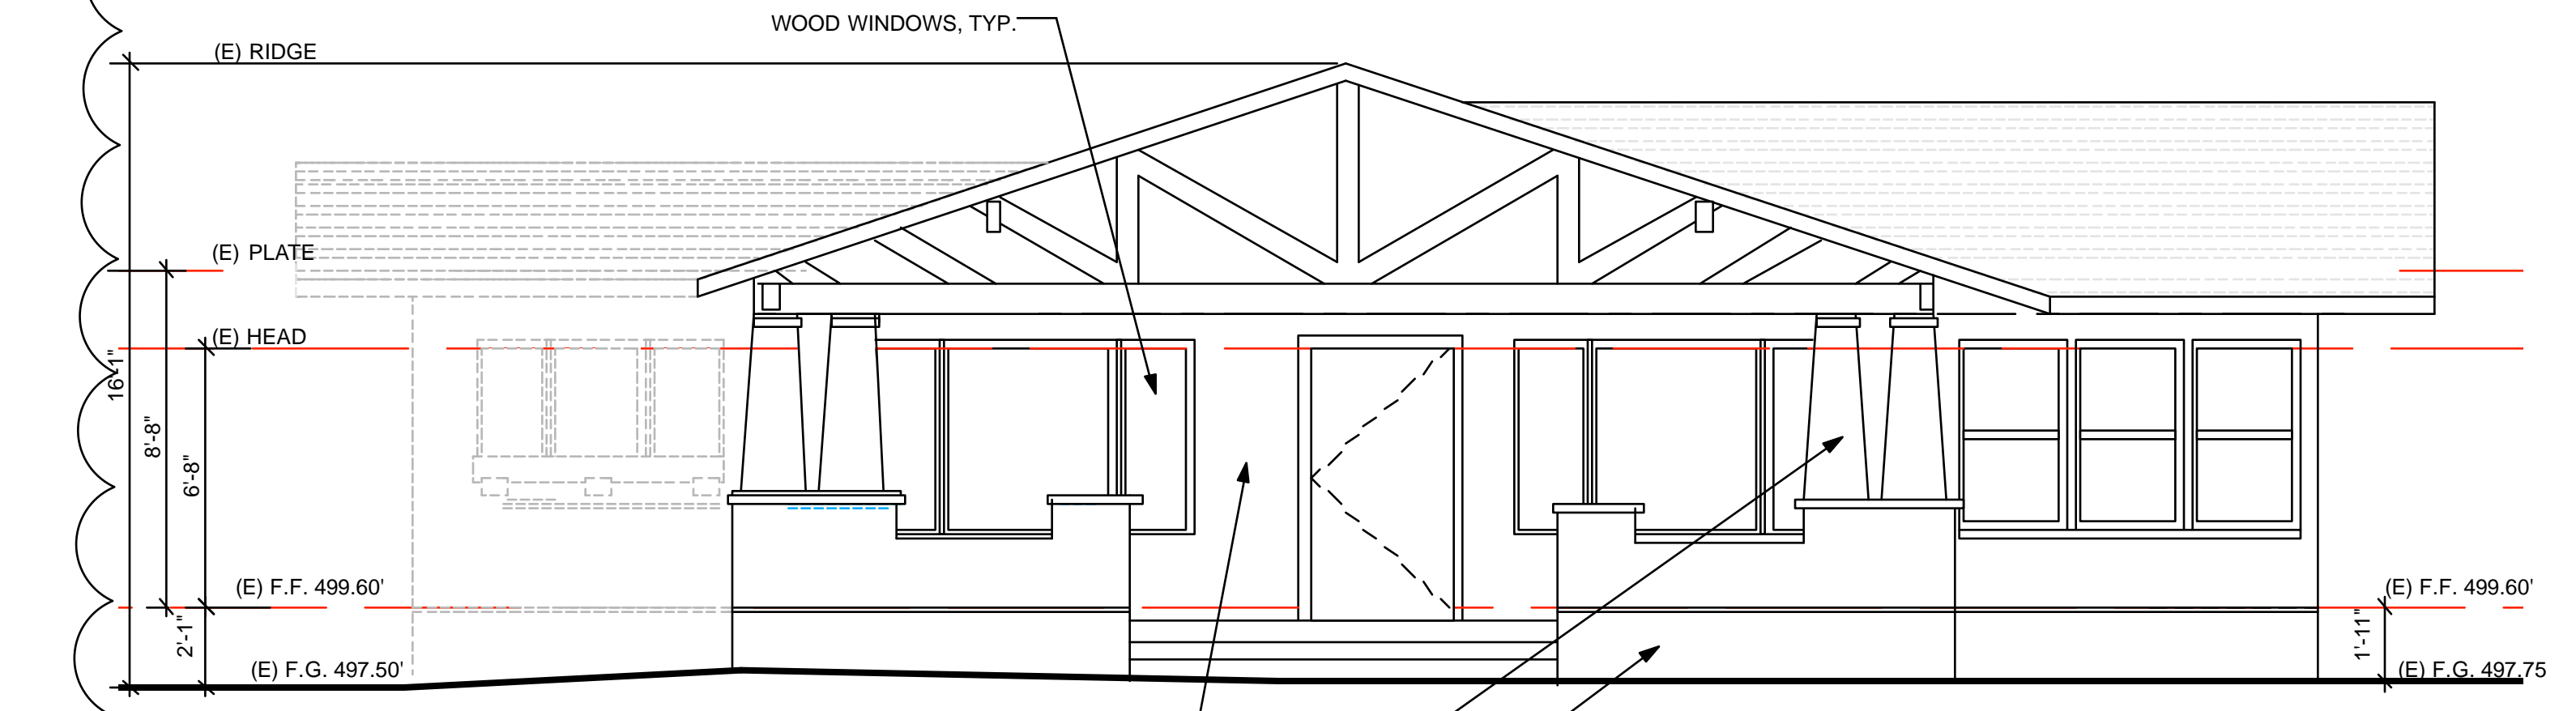 WOOD WINDOWS, TYP.
(E) RIDGE
(E) PLATE
(E) HEAD
16'-1"
8'-8"
6'-8"
(E) F.F. 499.60'
(E) F.F. 499.60'
2'-1"
1'-11"
(E) F.G. 497.50'
(E) F.G. 497.75